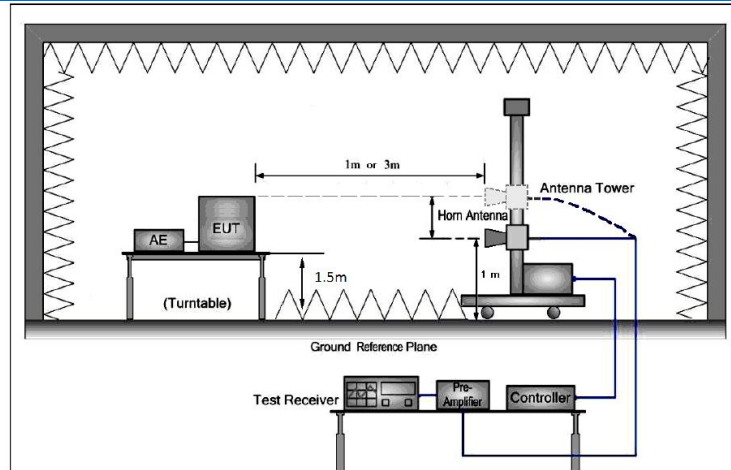 1m or 3m
Antenna Tower
Horn Antenna
EUT
AE
1.5m
1 m
(Turntable)
Ground Reference Plane
Test Receiver
Pre-
Amplifier
Controller